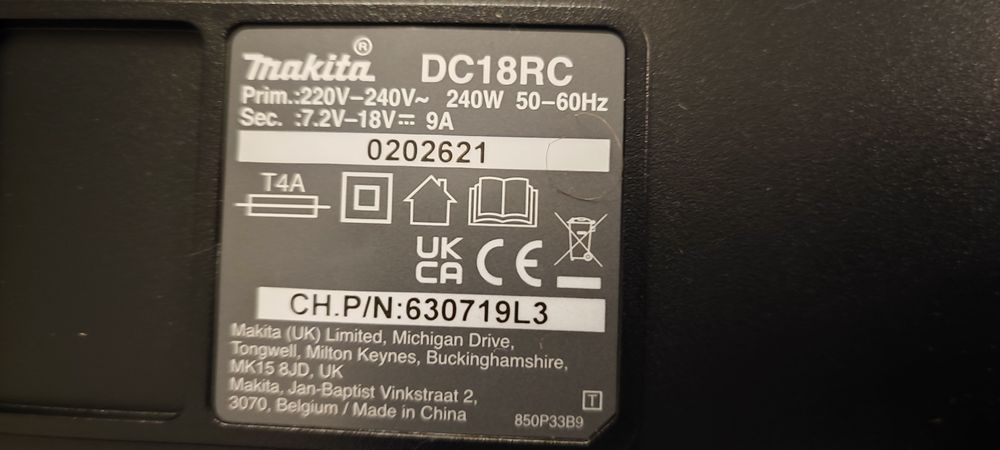 makita® DC18RC
Prim.:220V–240V~ 240W 50–60Hz
Sec. :7.2V–18V⎓ 9A
0202621
T4A
UK
CA CE
CH.P/N:630719L3
Makita (UK) Limited, Michigan Drive,
Tongwell, Milton Keynes, Buckinghamshire,
MK15 8JD, UK
Makita, Jan-Baptist Vinkstraat 2,
3070, Belgium / Made in China
T
850P33B9